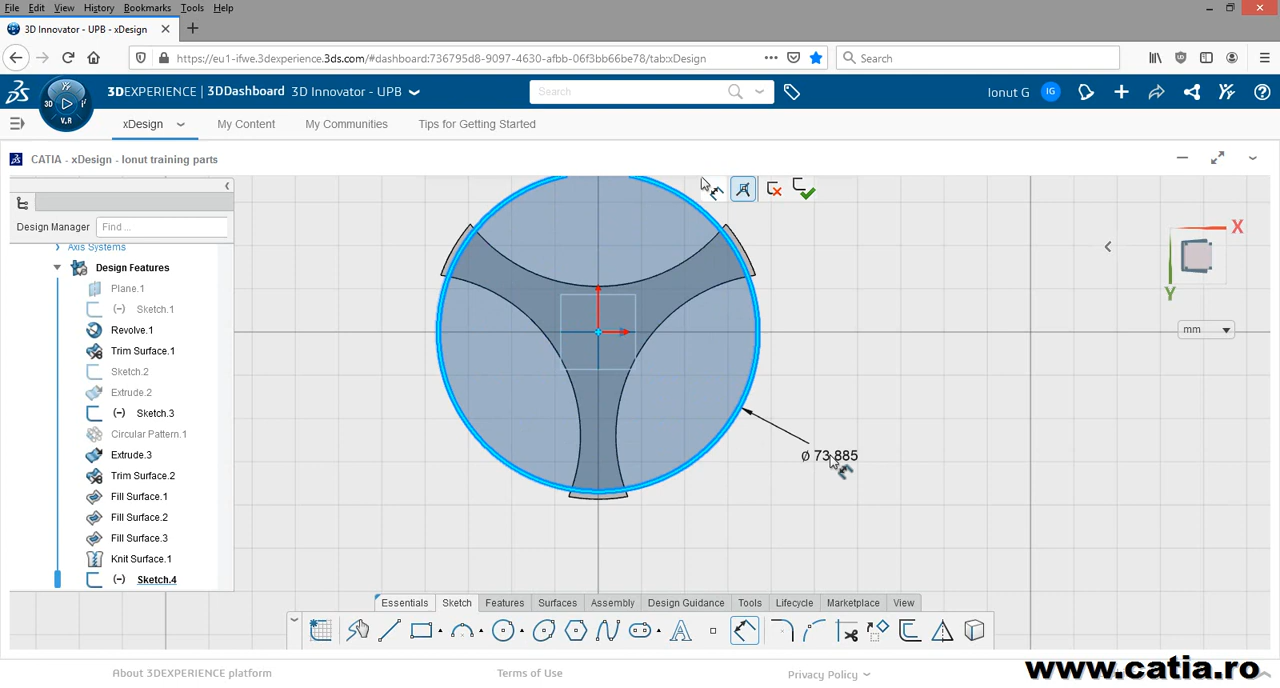 File Edit View History Bookmarks Tools Help
3D Innovator - UPB - xDesign
https://eu1-ifwe.3dexperience.3ds.com/#dashboard:736795d8-9097-4630-afbb-06f3bb66be78/tab:xDesign
Search
3DEXPERIENCE | 3DDashboard 3D Innovator - UPB
Search
Ionut G IG
3D V.R
xDesign My Content My Communities Tips for Getting Started
CATIA - xDesign - Ionut training parts
Design Manager Find ...
Axis Systems
Design Features
Plane.1
(-) Sketch.1
Revolve.1
Trim Surface.1
Sketch.2
Extrude.2
(-) Sketch.3
Circular Pattern.1
Extrude.3
Trim Surface.2
Fill Surface.1
Fill Surface.2
Fill Surface.3
Knit Surface.1
(-) Sketch.4
Ø 73.885
X
Y
mm
Essentials Sketch Features Surfaces Assembly Design Guidance Tools Lifecycle Marketplace View
About 3DEXPERIENCE platform Terms of Use Privacy Policy
www.catia.ro